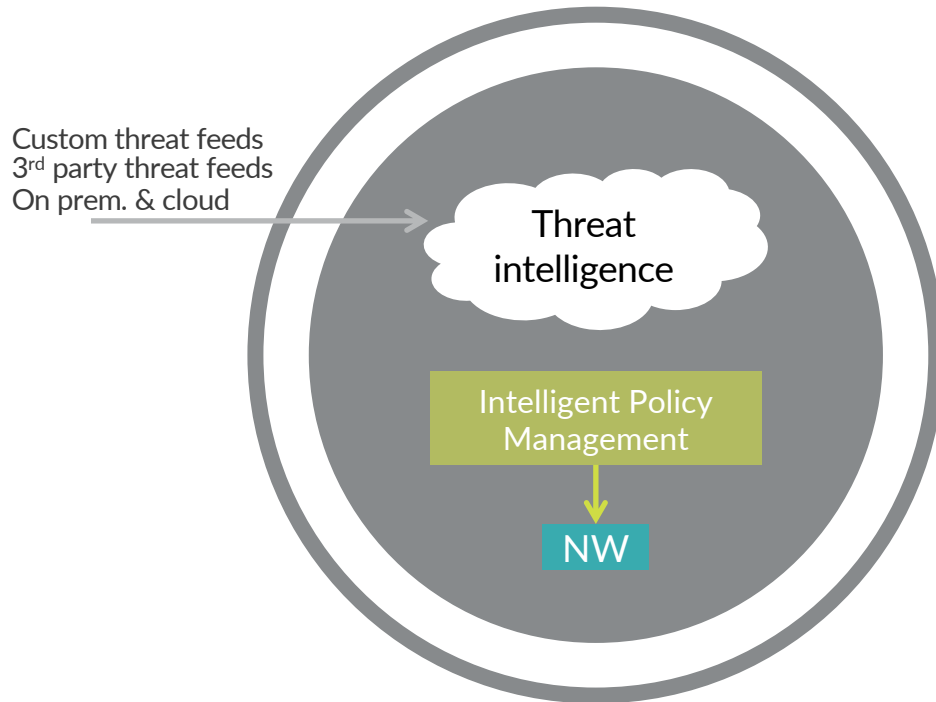 Custom threat feeds
3rd party threat feeds
On prem. & cloud
Threat
intelligence
Intelligent Policy
Management
NW